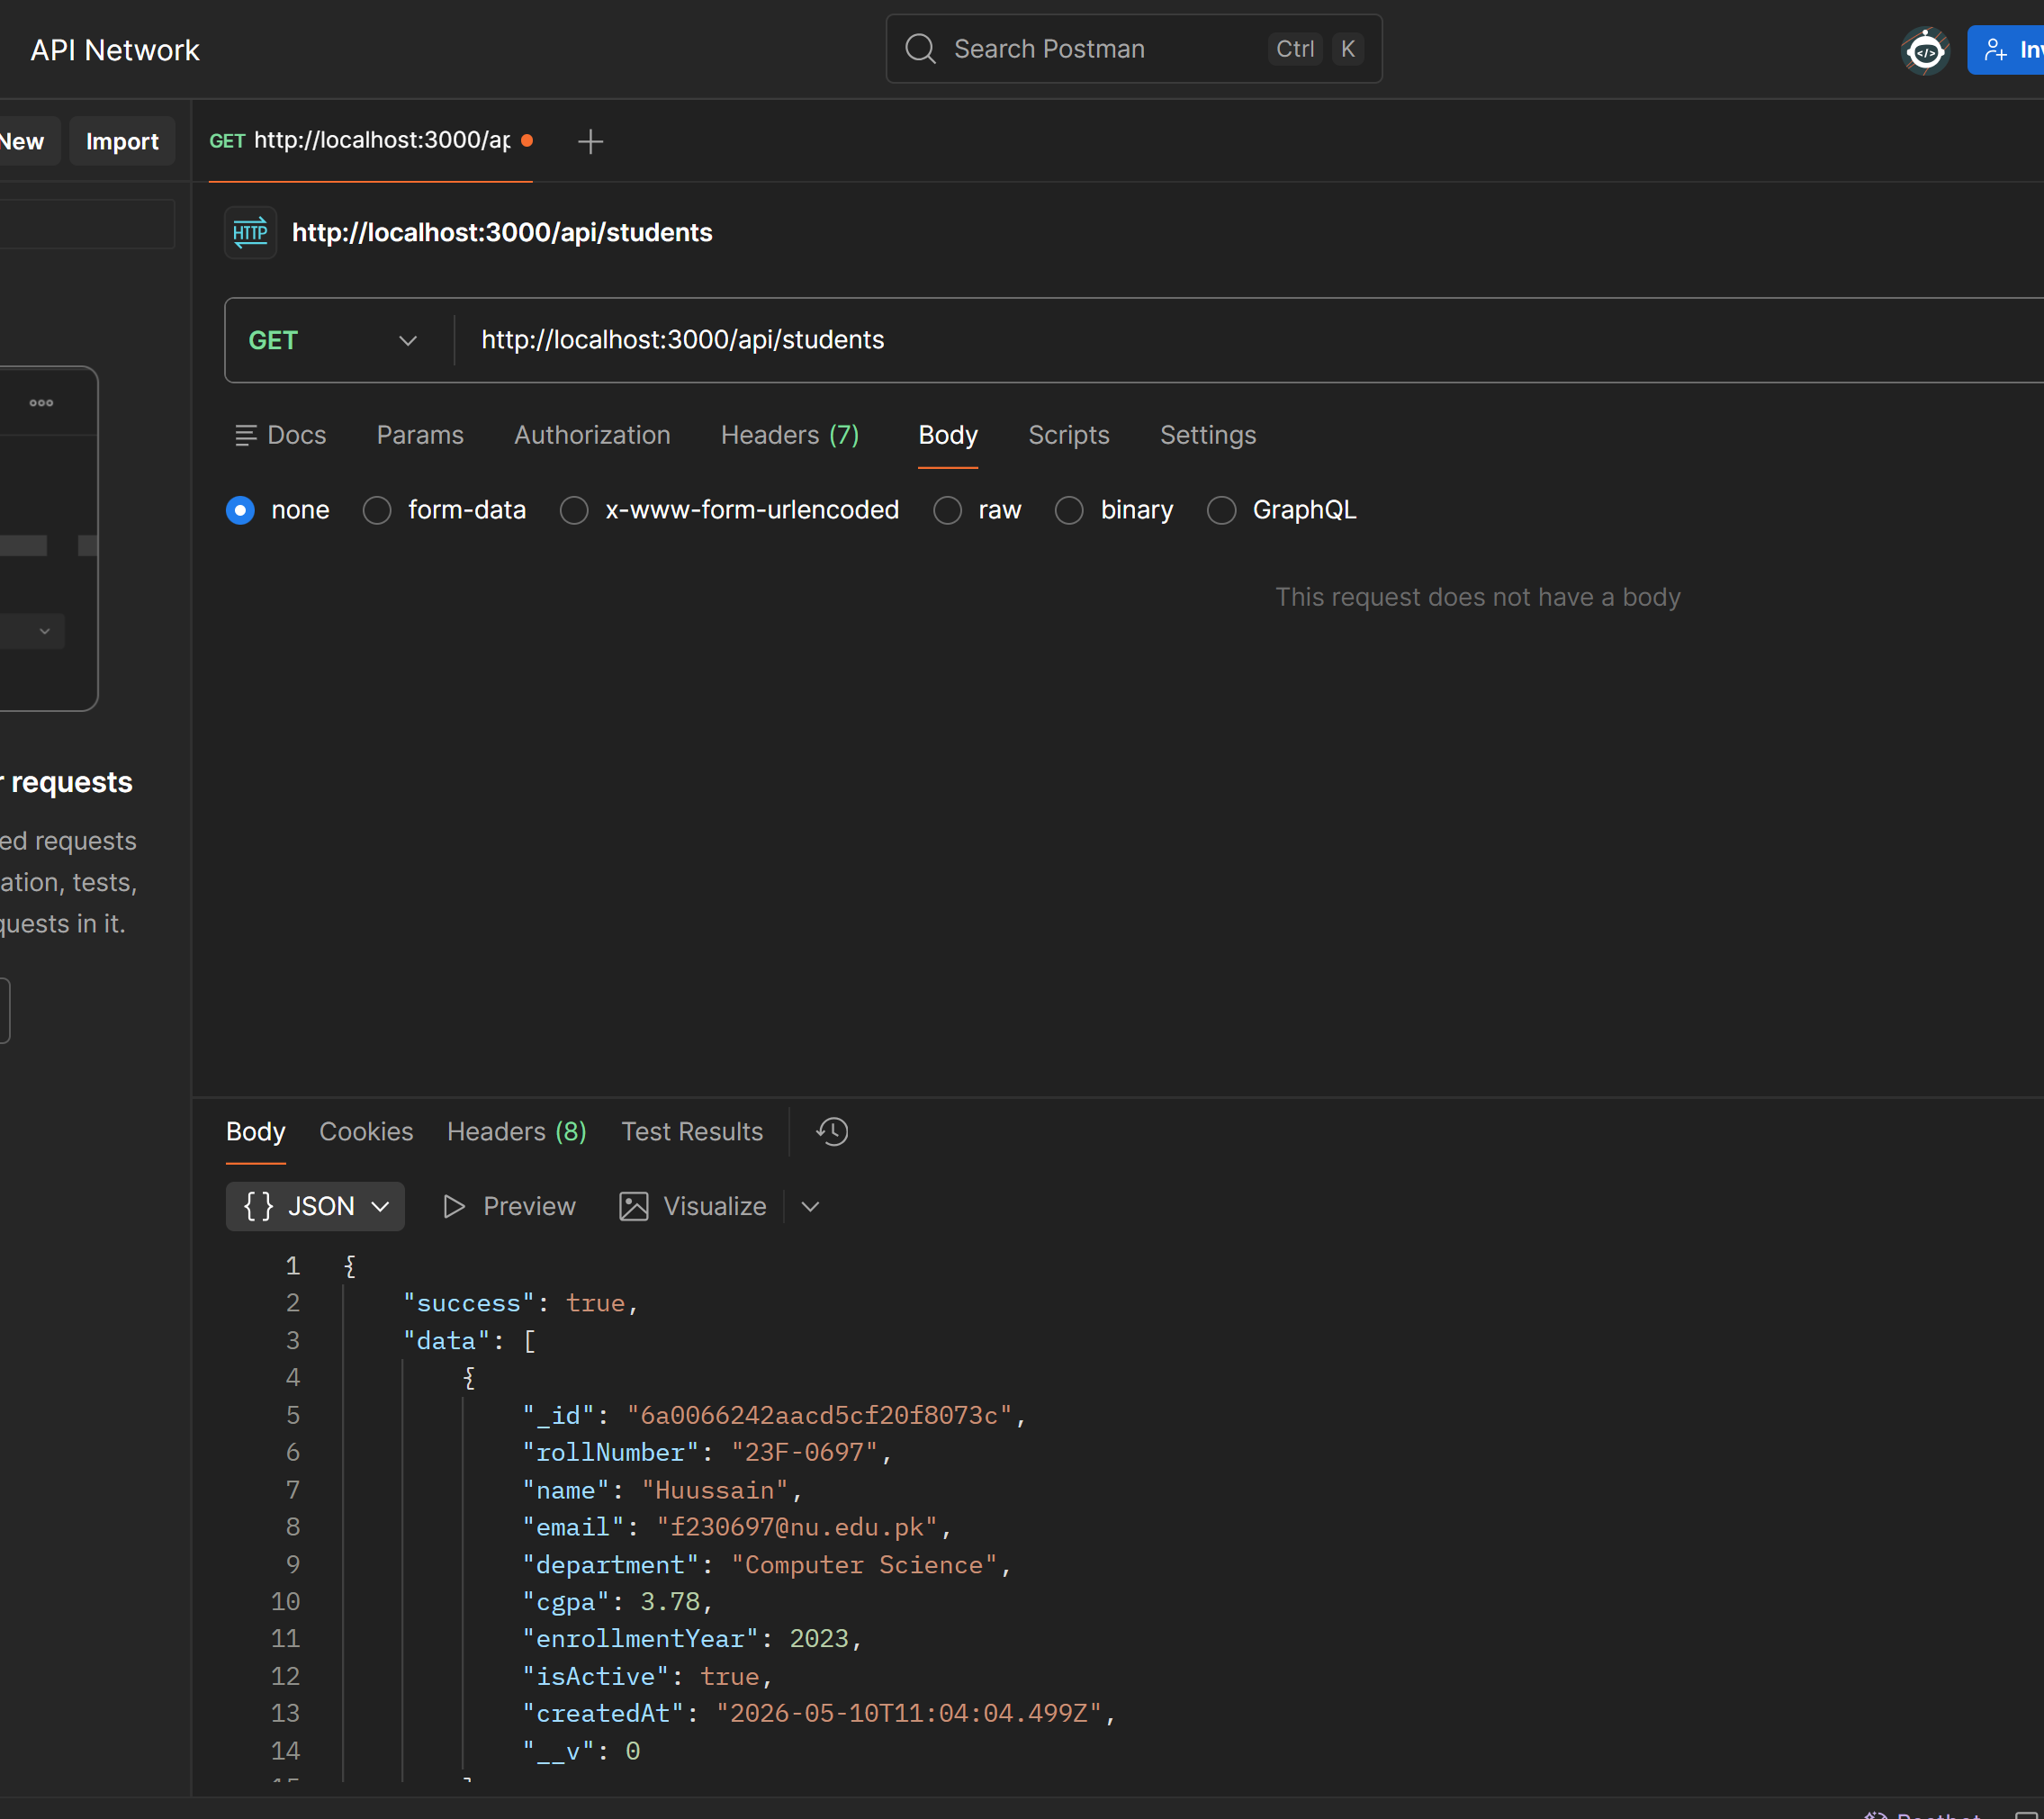 API Network
Search Postman Ctrl K
New Import
GET http://localhost:3000/ap
HTTP http://localhost:3000/api/students
GET http://localhost:3000/api/students
Docs Params Authorization Headers (7) Body Scripts Settings
none form-data x-www-form-urlencoded raw binary GraphQL
This request does not have a body
requests
ed requests
ation, tests,
quests in it.
Body Cookies Headers (8) Test Results
{ } JSON Preview Visualize
1 {
2 "success": true,
3 "data": [
4 {
5 "_id": "6a0066242aacd5cf20f8073c",
6 "rollNumber": "23F-0697",
7 "name": "Huussain",
8 "email": "f230697@nu.edu.pk",
9 "department": "Computer Science",
10 "cgpa": 3.78,
11 "enrollmentYear": 2023,
12 "isActive": true,
13 "createdAt": "2026-05-10T11:04:04.499Z",
14 "__v": 0